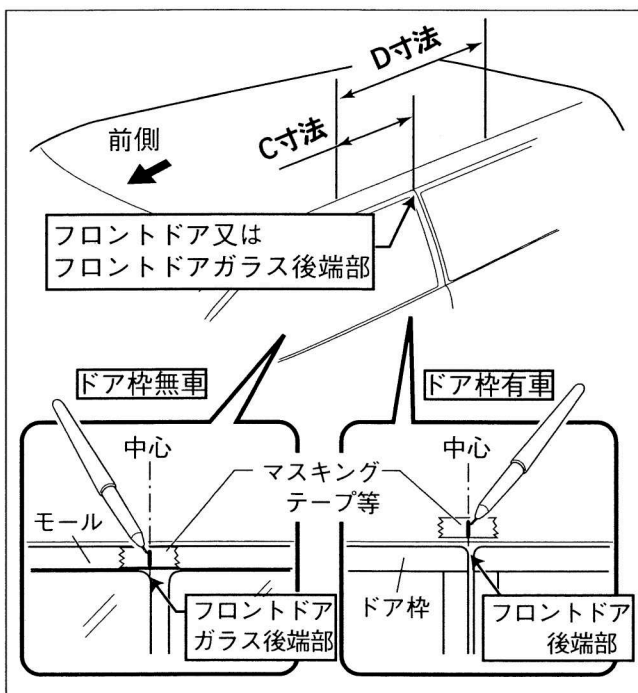 D寸法
C寸法
前側
フロントドア又は
フロントドアガラス後端部
ドア枠無車
ドア枠有車
中心
中心
マスキング
テープ等
モール
ドア枠
フロントドア
ガラス後端部
フロントドア
後端部